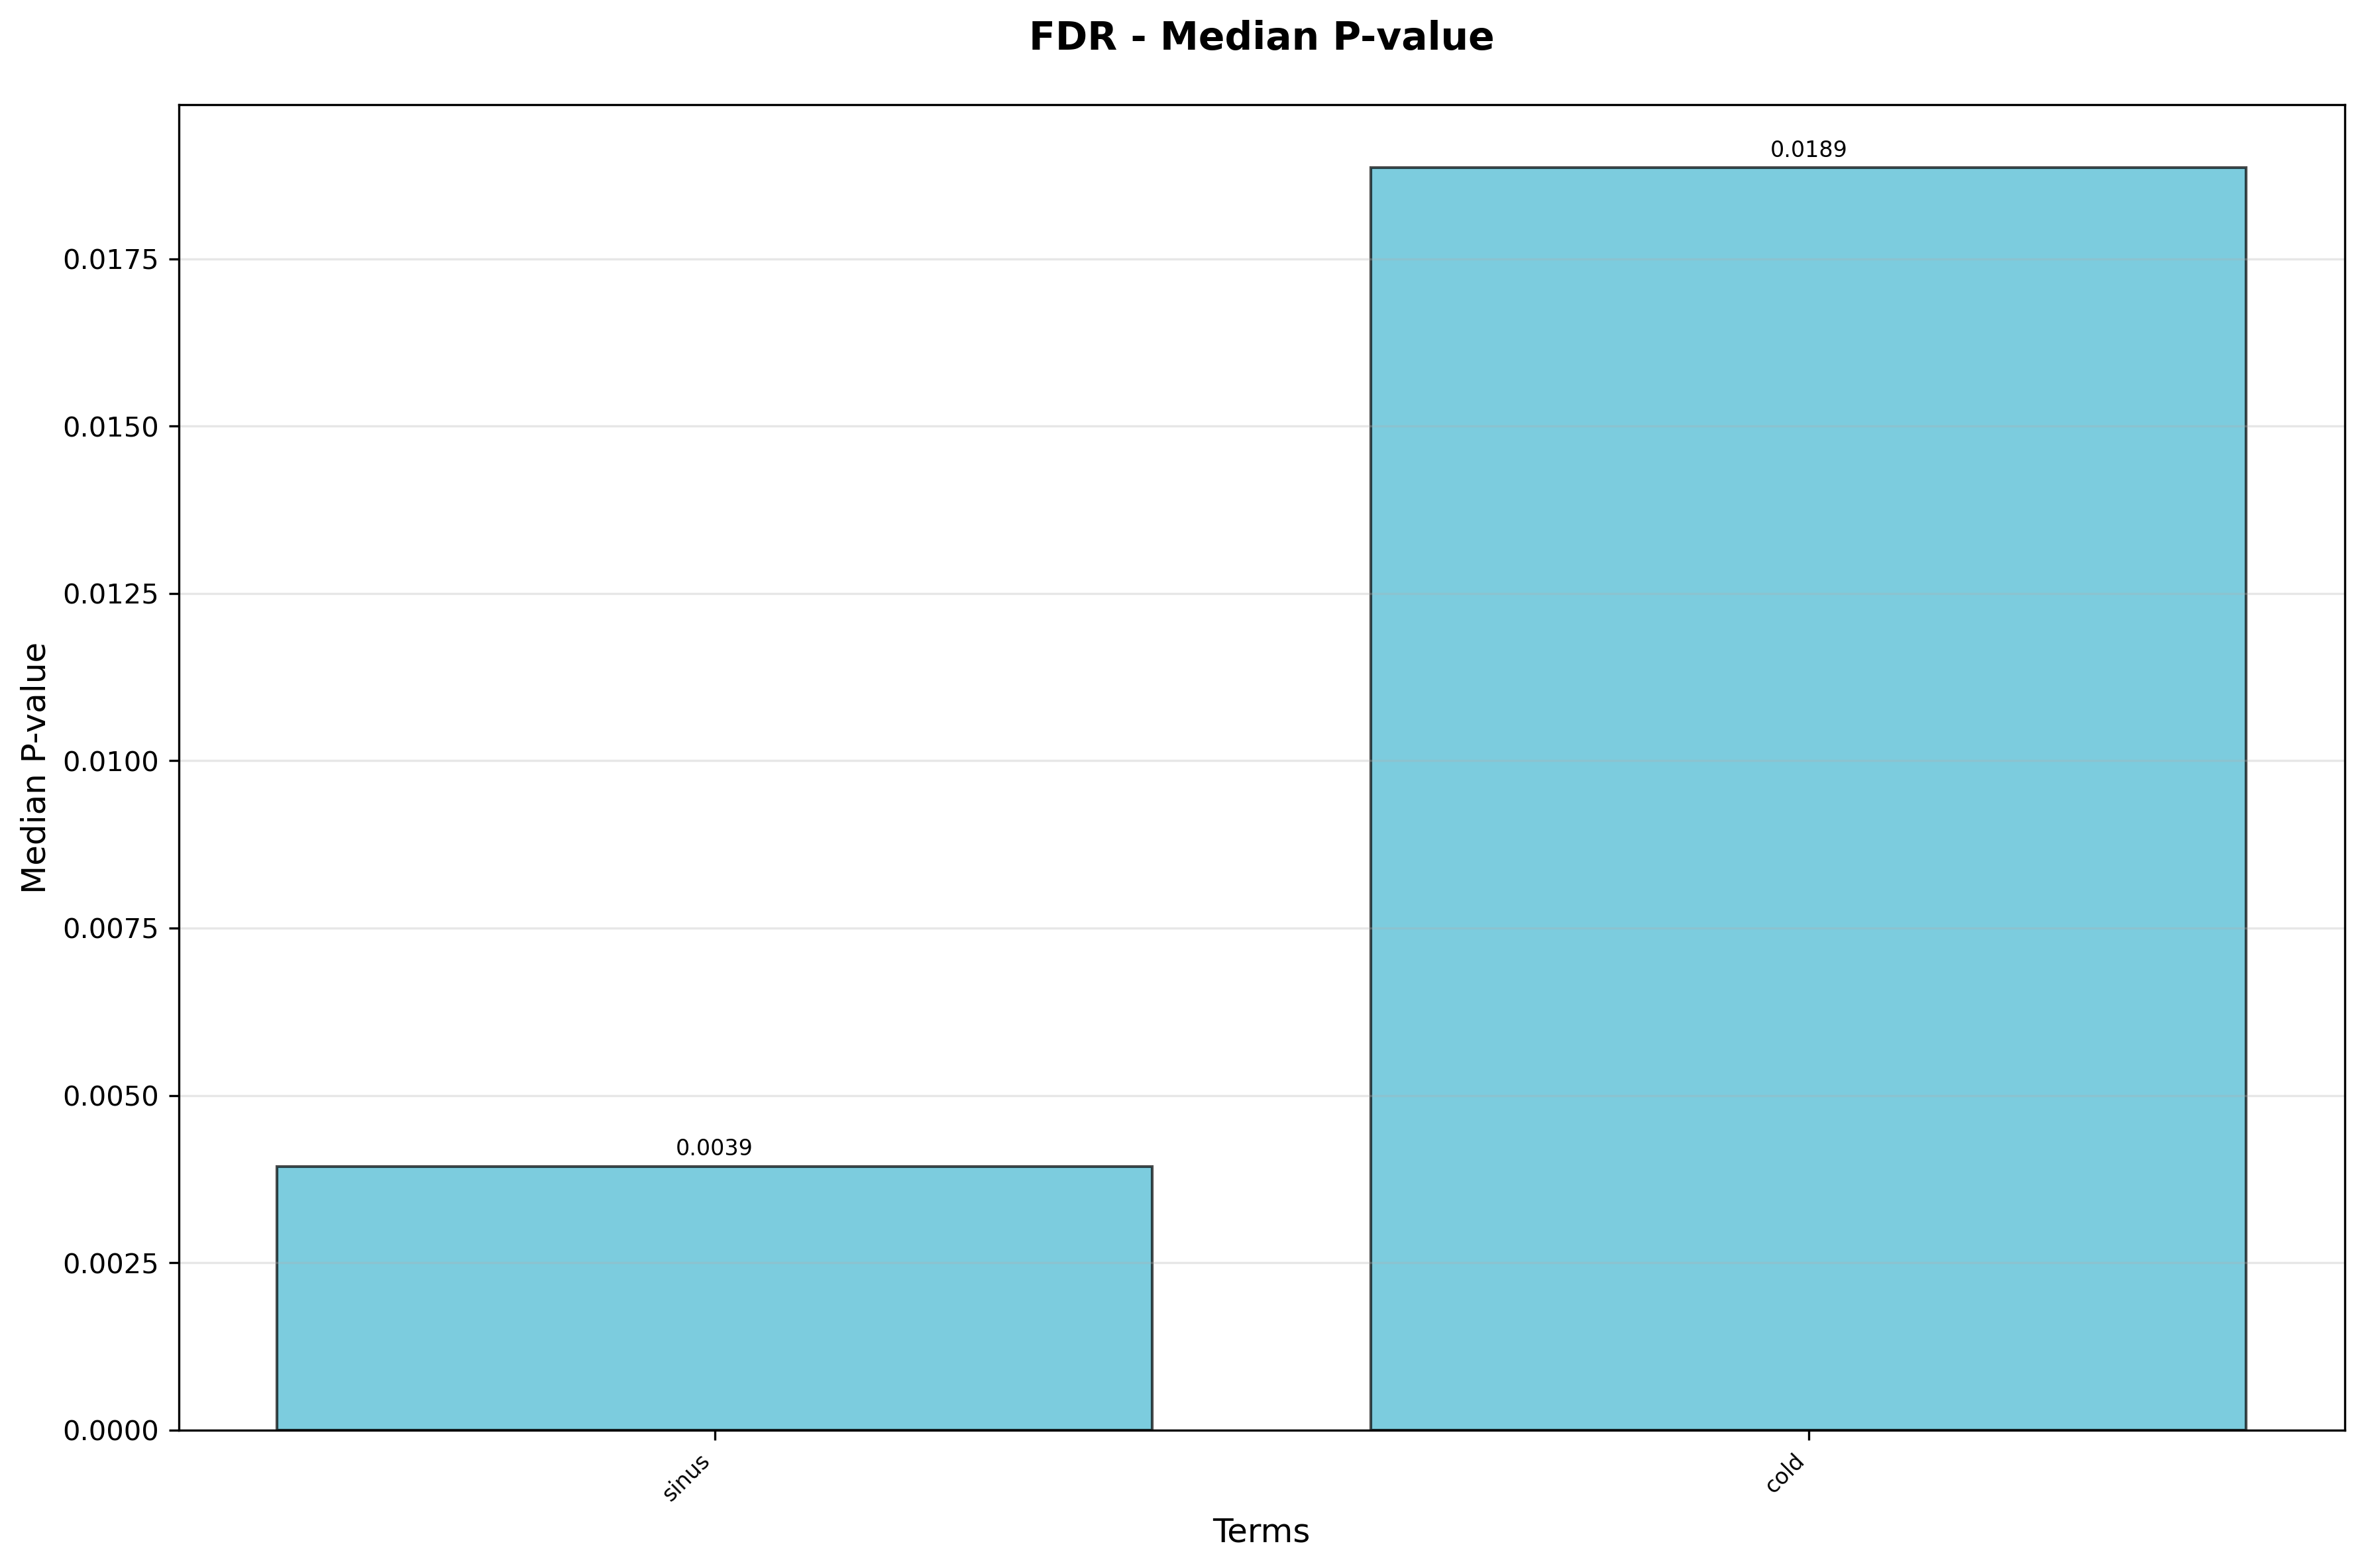 FDR - Median P-value
Median P-value
0.0175
0.0150
0.0125
0.0100
0.0075
0.0050
0.0025
0.0000
0.0039
0.0189
sinus
cold
Terms